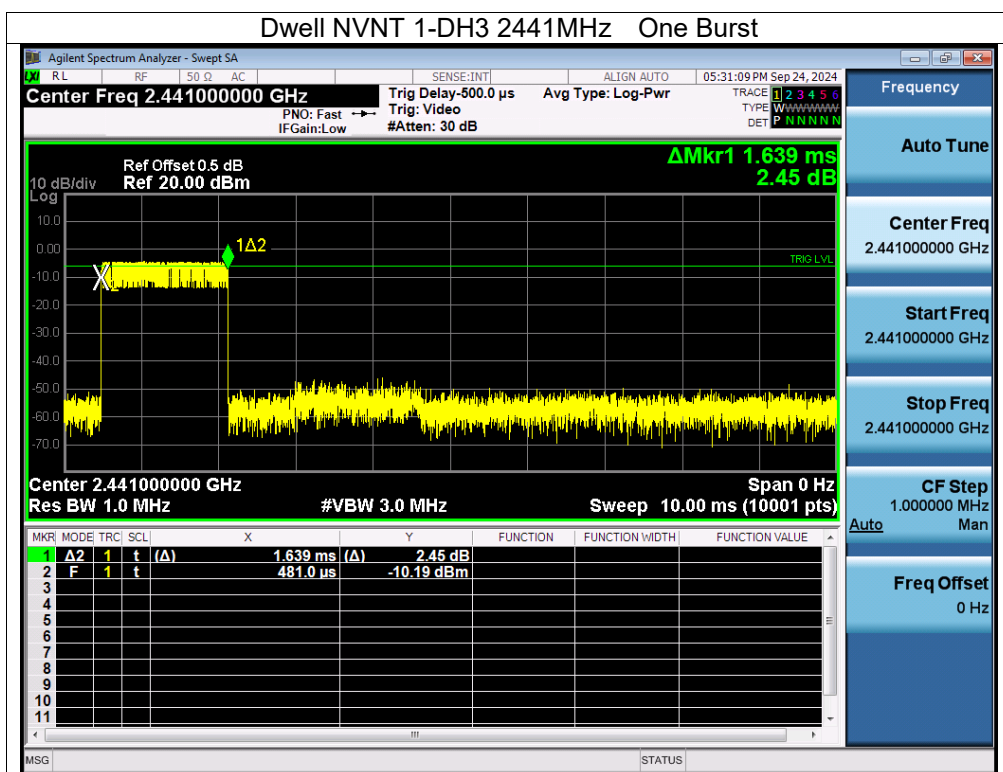 Dwell NVNT 1-DH3 2441MHz One Burst
Agilent Spectrum Analyzer - Swept SA
LXI RL RF 50 Ω AC SENSE:INT ALIGN AUTO 05:31:09 PM Sep 24, 2024
Center Freq 2.441000000 GHz Trig Delay-500.0 µs Avg Type: Log-Pwr TRACE 1 2 3 4 5 6
PNO: Fast Trig: Video TYPE WWWWWW
IFGain:Low #Atten: 30 dB DET P NNNNN
Frequency
Auto Tune
ΔMkr1 1.639 ms
Ref Offset 0.5 dB 2.45 dB
10 dB/div Ref 20.00 dBm
Log
10.0
0.00
-10.0
-20.0
-30.0
-40.0
-50.0
-60.0
-70.0
1Δ2
TRIG LVL
2
Center 2.441000000 GHz Span 0 Hz
Res BW 1.0 MHz #VBW 3.0 MHz Sweep 10.00 ms (10001 pts)
Center Freq
2.441000000 GHz
Start Freq
2.441000000 GHz
Stop Freq
2.441000000 GHz
CF Step
1.000000 MHz
Auto Man
Freq Offset
0 Hz
MKR MODE TRC SCL X Y FUNCTION FUNCTION WIDTH FUNCTION VALUE
1 Δ2 1 t (Δ) 1.639 ms (Δ) 2.45 dB
2 F 1 t 481.0 µs -10.19 dBm
3
4
5
6
7
8
9
10
11
MSG STATUS